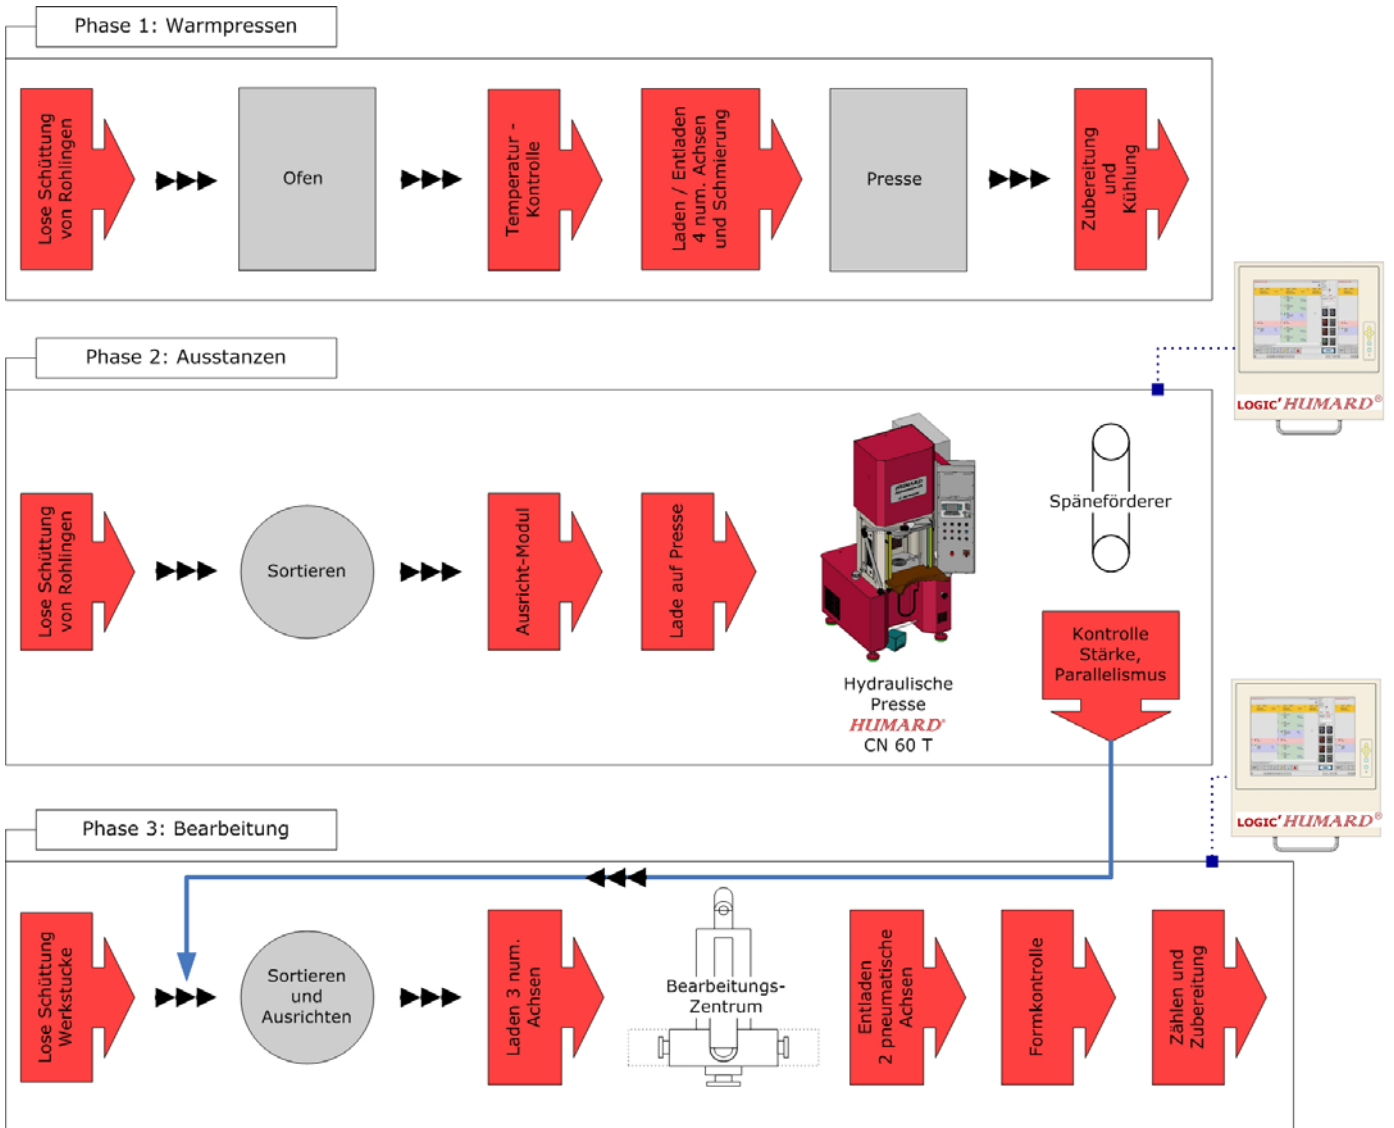 Phase 1: Warmpressen
Lose Schüttung
von Rohlingen
Ofen
Temperatur -
Kontrolle
Laden / Entladen
4 num. Achsen
und Schmierung
Presse
Zubereitung
und
Kühlung
LOGIC'HUMARD®
Phase 2: Ausstanzen
Lose Schüttung
von Rohlingen
Sortieren
Ausricht-Modul
Lade auf Presse
HUMARD
Hydraulische
Presse
HUMARD®
CN 60 T
Späneförderer
Kontrolle
Stärke,
Parallelismus
LOGIC'HUMARD®
Phase 3: Bearbeitung
Lose Schüttung
Werkstucke
Sortieren
und
Ausrichten
Laden 3 num.
Achsen
Bearbeitungs-
Zentrum
Entladen
2 pneumatische
Achsen
Formkontrolle
Zählen und
Zubereitung